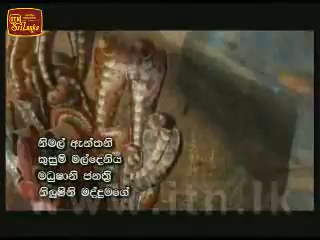 ITN
Sri Lanka
නිමල් ඇන්තනි
කුසුම් මල්දෙනිය
මධුෂානි ජනත්‍රි
නිලුෂිනි මද්දුමගේ
www.itn.lk